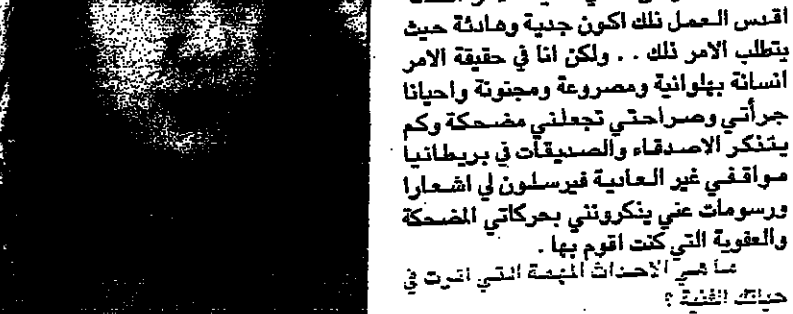 اقدس العمل لذلك اكون جدية وهادئة حيث
يتطلب الامر ذلك . . ولكن انا في حقيقة الامر
انسانة بهلوانية ومصروعة ومجنونة واحيانا
جرأتي وصراحتي تجعلني مضحكة وكم
يتذكر الاصدقاء والصديقات في بريطانيا
مواقفي غير العادية فيرسلون لي اشعارا
ورسومات عني يذكرونني بحركاتي المضحكة
والعفوية التي كنت اقوم بها .
ما هي الاحداث المهمة التي اثرت في
حياتك الفنية ؟